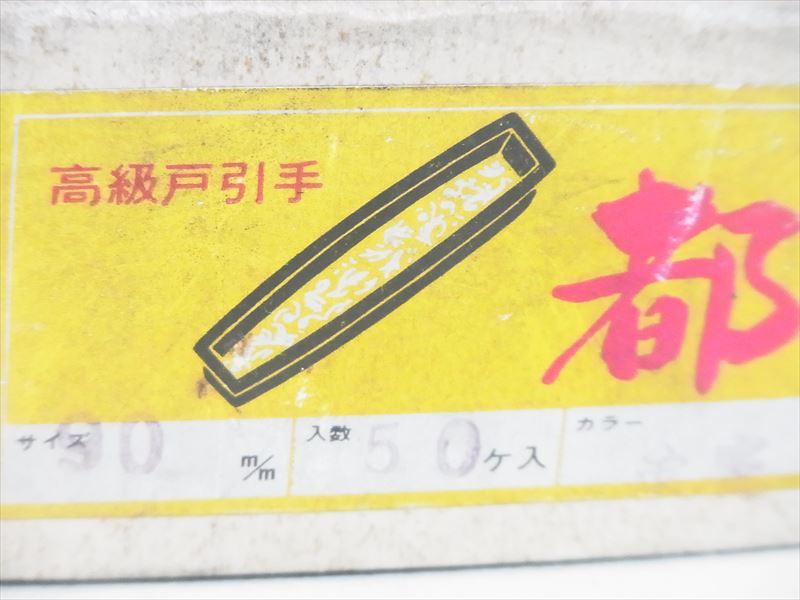 高級戸引手
都
サイズ 90 m/m
入数 50 ケ入
カラー